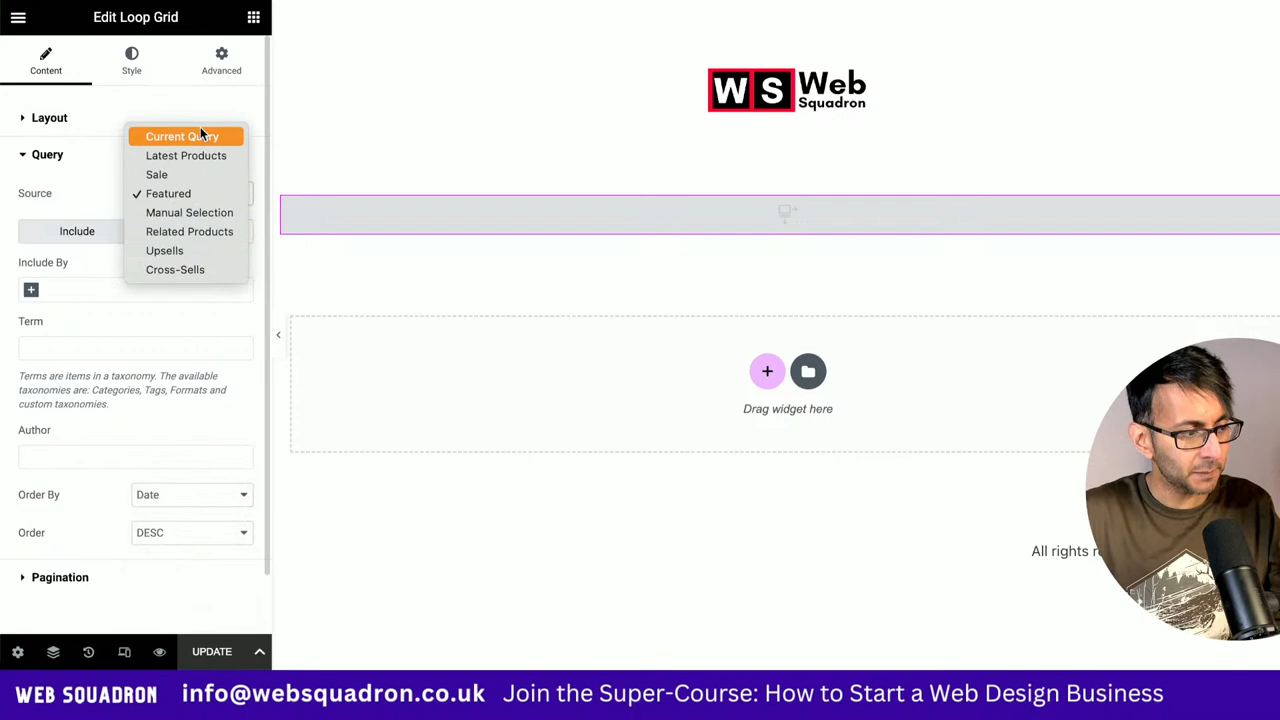 Edit Loop Grid
Content
Style
Advanced
Layout
Current Query
Latest Products
Sale
Featured
Manual Selection
Related Products
Upsells
Cross-Sells
Query
Source
Include
Include By
Term
Terms are items in a taxonomy. The available
taxonomies are: Categories, Tags, Formats and
custom taxonomies.
Author
Order By
Date
Order
DESC
Pagination
UPDATE
WS Web
Squadron
Drag widget here
All rights
WEB SQUADRON info@websquadron.co.uk Join the Super-Course: How to Start a Web Design Business